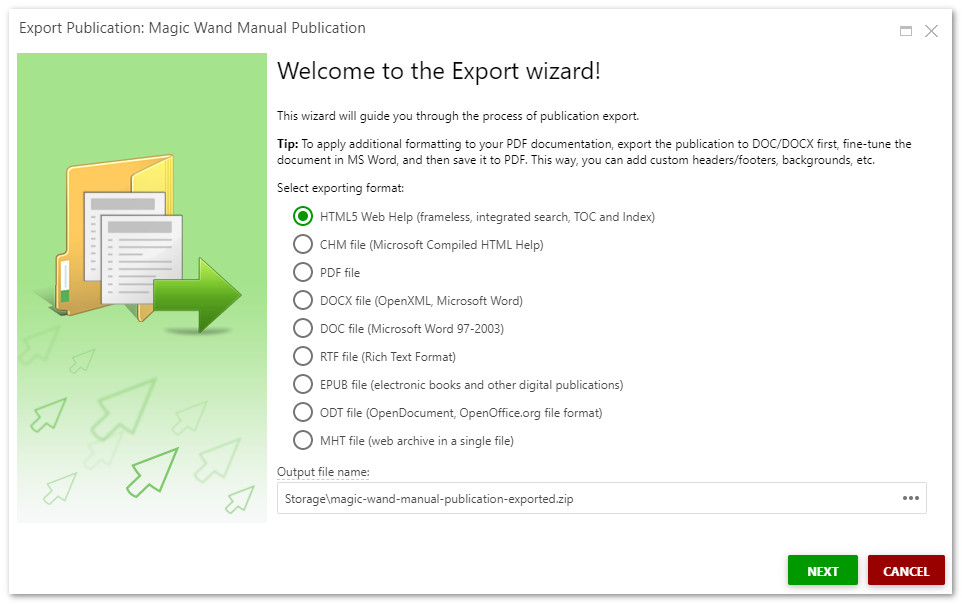 Export Publication: Magic Wand Manual Publication
Welcome to the Export wizard!
This wizard will guide you through the process of publication export.
Tip: To apply additional formatting to your PDF documentation, export the publication to DOC/DOCX first, fine-tune the
document in MS Word, and then save it to PDF. This way, you can add custom headers/footers, backgrounds, etc.
Select exporting format:
HTML5 Web Help (frameless, integrated search, TOC and Index)
CHM file (Microsoft Compiled HTML Help)
PDF file
DOCX file (OpenXML, Microsoft Word)
DOC file (Microsoft Word 97-2003)
RTF file (Rich Text Format)
EPUB file (electronic books and other digital publications)
ODT file (OpenDocument, OpenOffice.org file format)
MHT file (web archive in a single file)
Output file name:
Storage\magic-wand-manual-publication-exported.zip
NEXT CANCEL